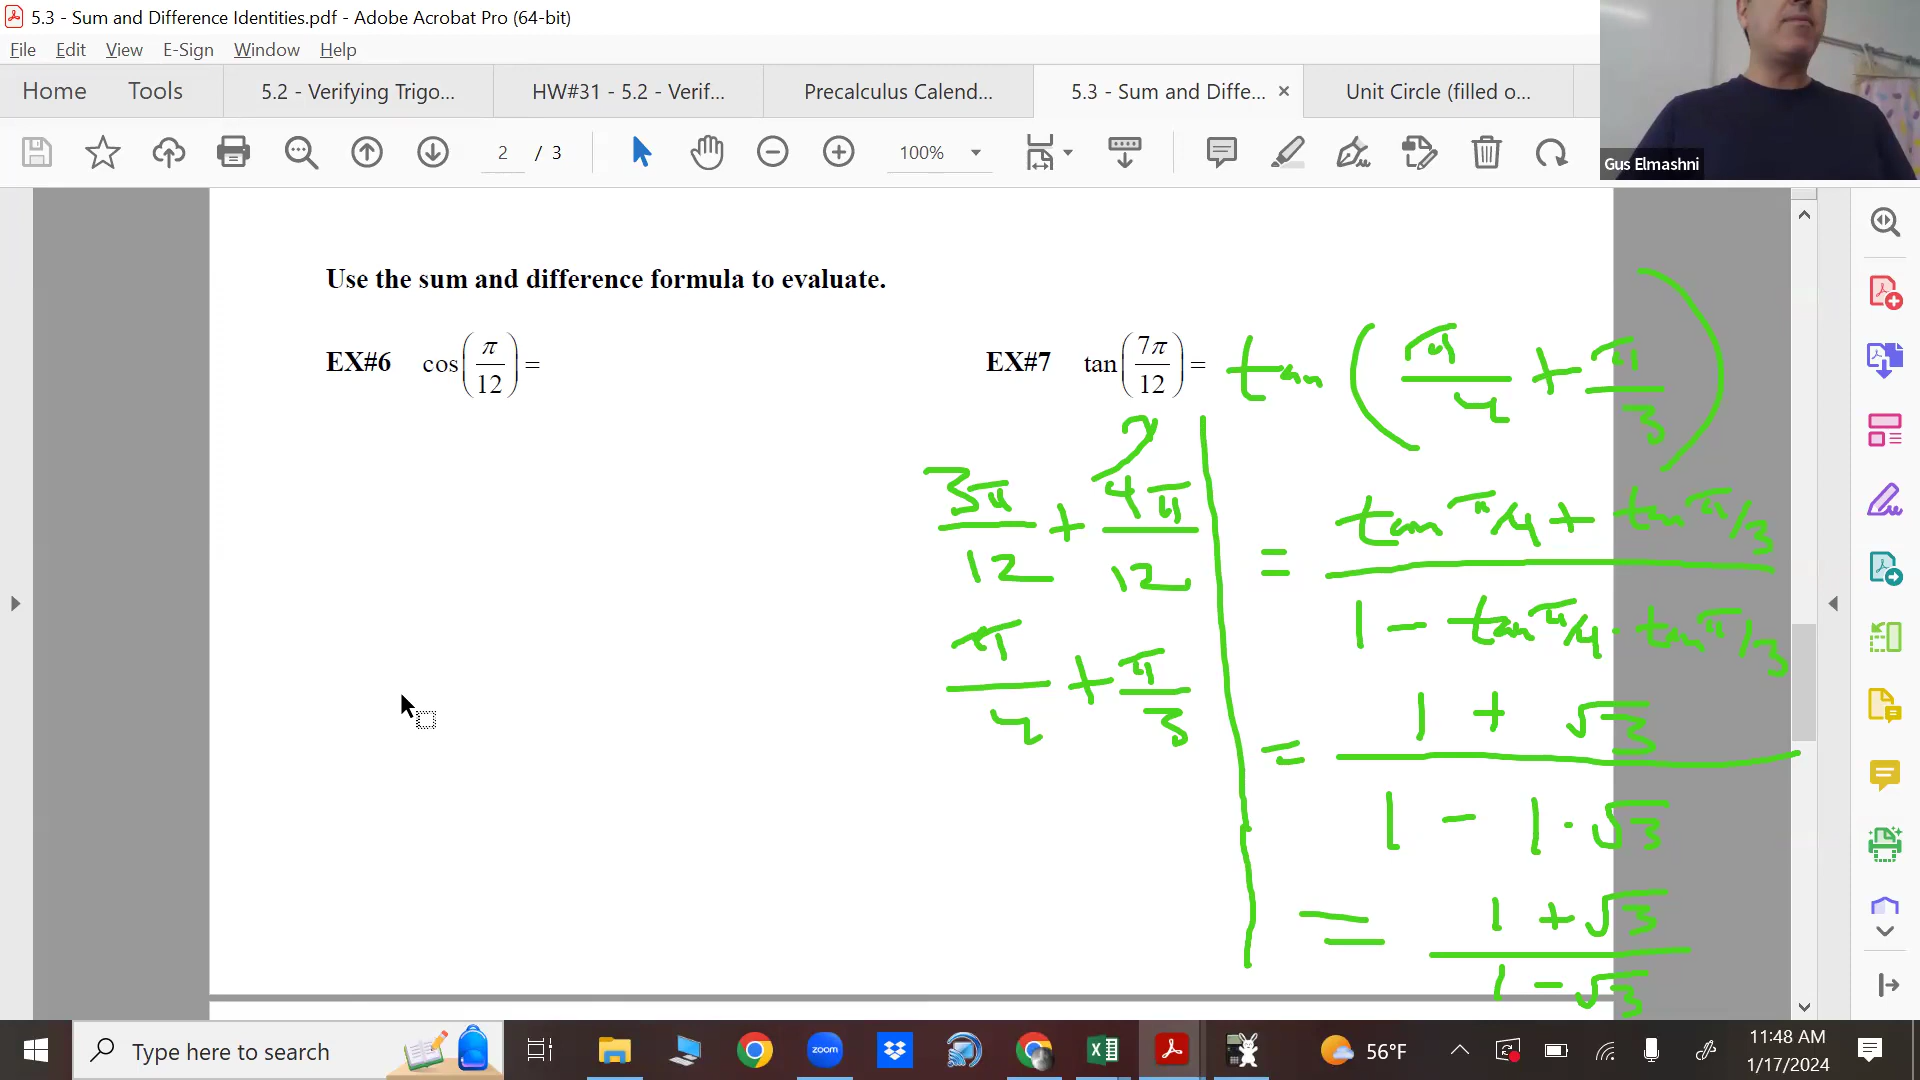 5.3 - Sum and Difference Identities.pdf - Adobe Acrobat Pro (64-bit)
File Edit View E-Sign Window Help
Home Tools 5.2 - Verifying Trigo... HW#31 - 5.2 - Verif... Precalculus Calend... 5.3 - Sum and Diffe... × Unit Circle (filled o...
2 / 3 100%
Gus Elmashni
Use the sum and difference formula to evaluate.
EX#6 cos(π/12) =
EX#7 tan(7π/12) = tan(π/4 + π/3)
7
3π/12 + 4π/12
= (tan π/4 + tan π/3)/(1 - tan π/4 · tan π/3)
π/4 + π/3
= (1 + √3)/(1 - 1 · √3)
= (1 + √3)/(1 - √3)
Type here to search
zoom
56°F
11:48 AM
1/17/2024